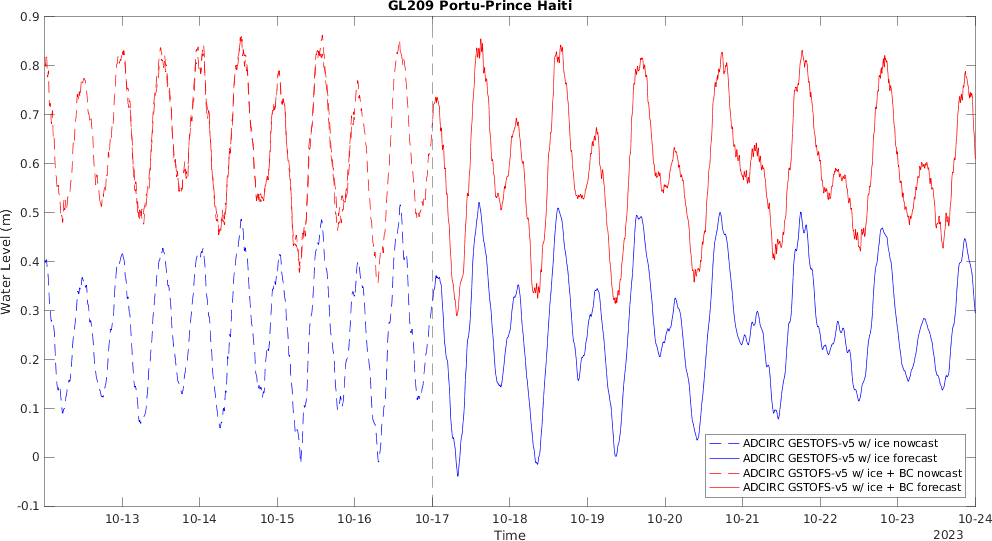 GL209 Portu-Prince Haiti
0.9
0.8
0.7
0.6
0.5
0.4
0.3
0.2
0.1
0
-0.1
Water Level (m)
10-13 10-14 10-15 10-16 10-17 10-18 10-19 10-20 10-21 10-22 10-23 10-24
Time
2023
ADCIRC GESTOFS-v5 w/ ice nowcast
ADCIRC GESTOFS-v5 w/ ice forecast
ADCIRC GSTOFS-v5 w/ ice + BC nowcast
ADCIRC GSTOFS-v5 w/ ice + BC forecast